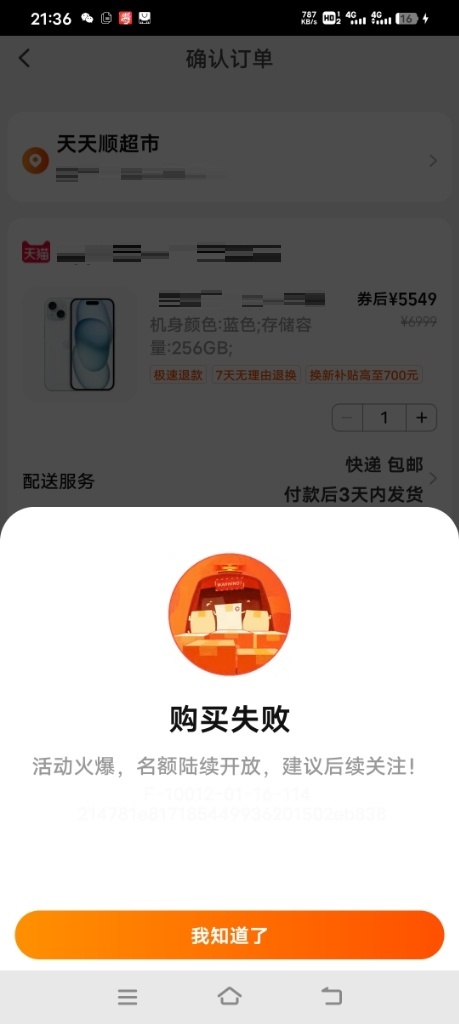 21:36
787
KB/s
HD 1
2
4G
4G
16
确认订单
天天顺超市
天猫
券后¥5549
机身颜色:蓝色;存储容
¥6999
量:256GB;
极速退款
7天无理由退换
换新补贴高至700元
1
快递 包邮
配送服务
付款后3天内发货
购买失败
活动火爆，名额陆续开放，建议后续关注！
我知道了